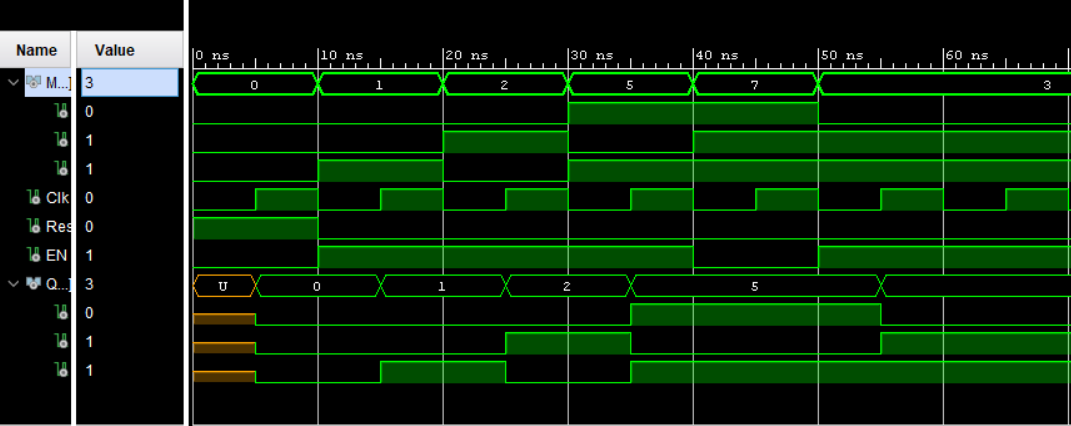 Name Value
0 ns 10 ns 20 ns 30 ns 40 ns 50 ns 60 ns
M...] 3 0 1 2 5 7 3
0
1
1
Clk 0
Res 0
EN 1
Q...] 3 U 0 1 2 5
0
1
1